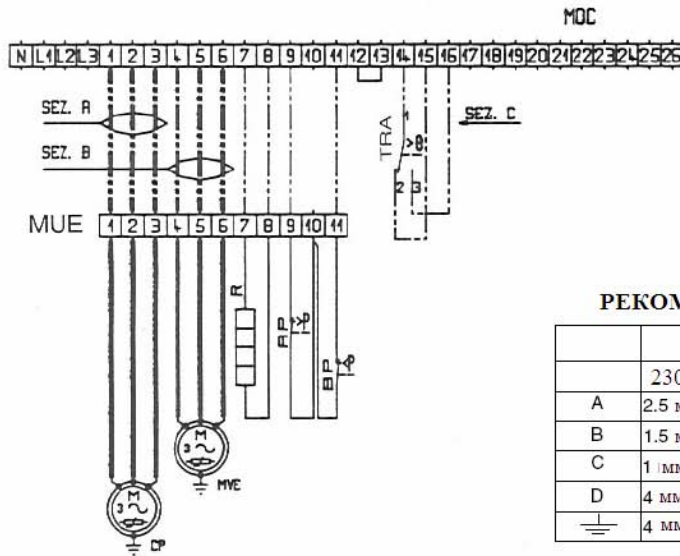 MDC
N L1 L2 L3 1 2 3 4 5 6 7 8 9 10 11 12 13 14 15 16 17 18 19 20 21 22 23 24 25 26
SEZ. A
SEZ. B
SEZ. C
TRA
1
>θ
2 3
MUE
1 2 3 4 5 6 7 8 9 10 11
R
AP
>P
BP
<P
M
3 ~
MVE
M
3 ~
CP
РЕКОМ
230
A 2.5 м
B 1.5 м
C 1 мм
D 4 мм
4 мм